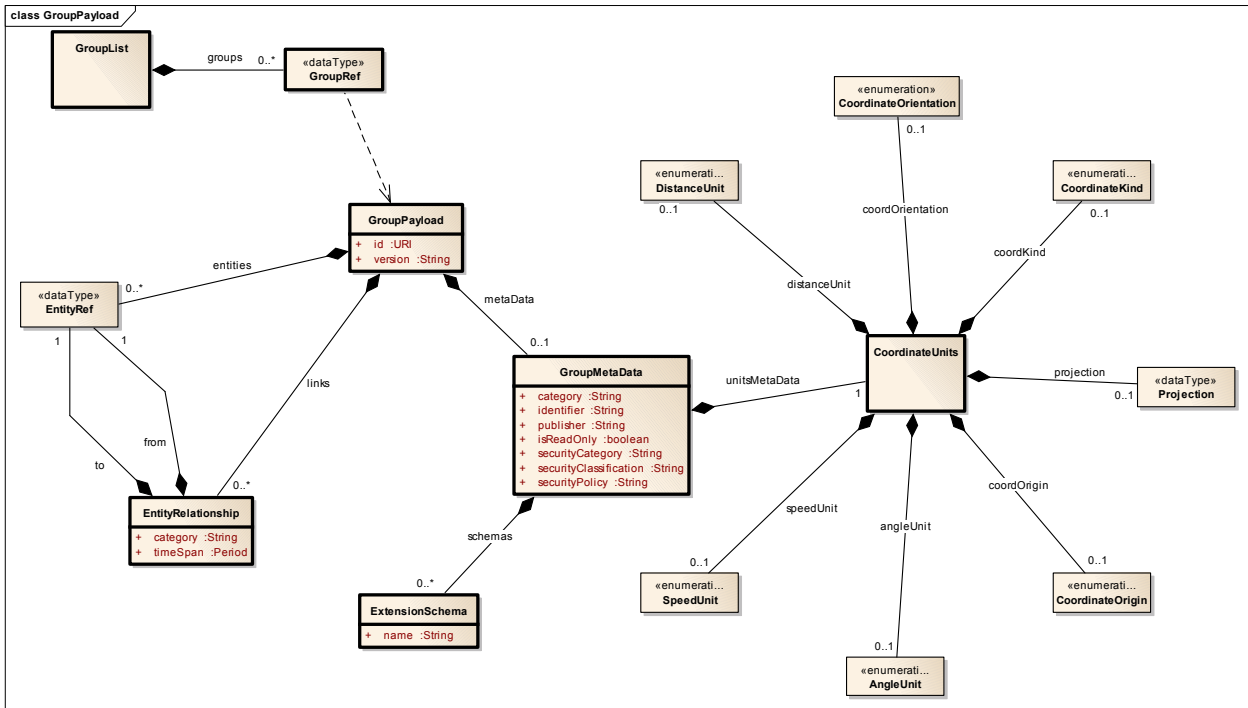 class GroupPayload
GroupList
groups
0..*
«dataType»
GroupRef
GroupPayload
+ id :URI
+ version :String
entities
0..*
«dataType»
EntityRef
1
1
links
from
to
0..*
EntityRelationship
+ category :String
+ timeSpan :Period
metaData
0..1
GroupMetaData
+ category :String
+ identifier :String
+ publisher :String
+ isReadOnly :boolean
+ securityCategory :String
+ securityClassification :String
+ securityPolicy :String
schemas
0..*
ExtensionSchema
+ name :String
unitsMetaData
1
CoordinateUnits
«enumeration»
CoordinateOrientation
0..1
coordOrientation
«enumerati...
DistanceUnit
0..1
distanceUnit
«enumerati...
CoordinateKind
0..1
coordKind
projection
0..1
«dataType»
Projection
coordOrigin
0..1
«enumerati...
CoordinateOrigin
speedUnit
0..1
«enumerati...
SpeedUnit
angleUnit
0..1
«enumerati...
AngleUnit